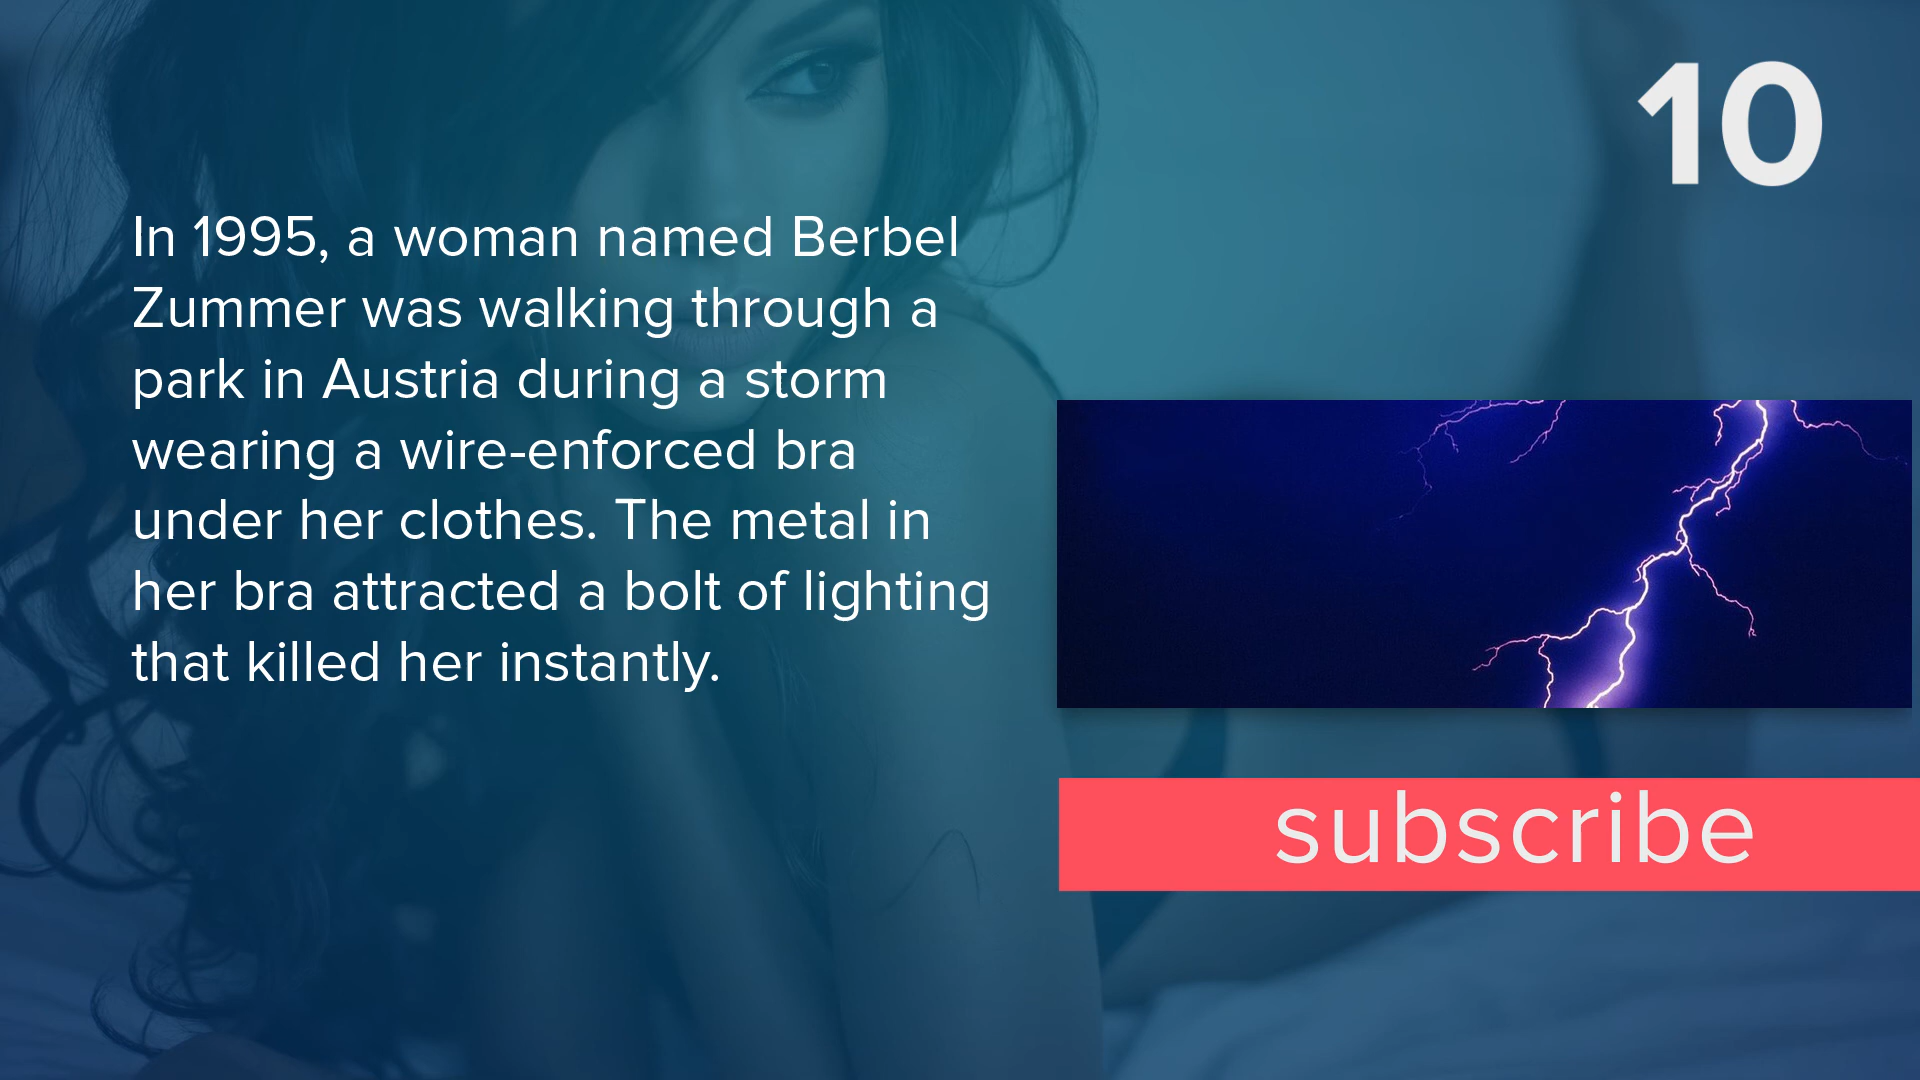 10
In 1995, a woman named Berbel
Zummer was walking through a
park in Austria during a storm
wearing a wire-enforced bra
under her clothes. The metal in
her bra attracted a bolt of lighting
that killed her instantly.
subscribe